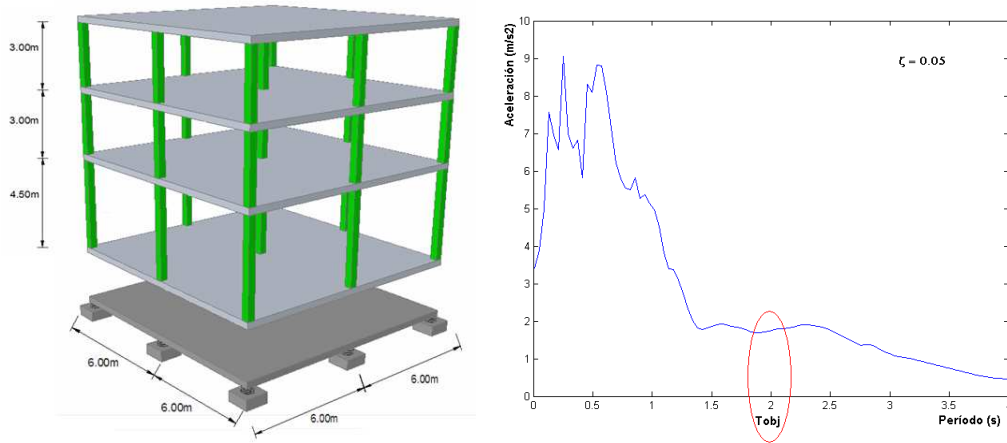 3.00m
3.00m
4.50m
6.00m
6.00m
6.00m
6.00m
Aceleración (m/s2)
10
9
8
7
6
5
4
3
2
1
0
ζ = 0.05
0 0.5 1 1.5 2 2.5 3 3.5 4
Tobj
Período (s)